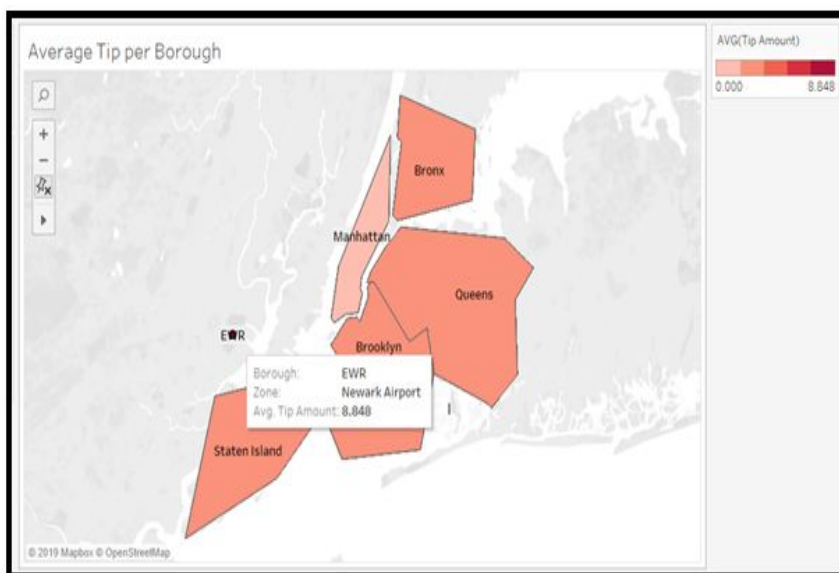 Average Tip per Borough
AVG(Tip Amount)
0.000 8.848
Bronx
Manhattan
Queens
EWR
Brooklyn
Borough: EWR
Zone: Newark Airport
Avg. Tip Amount: 8.848
Staten Island
© 2019 Mapbox © OpenStreetMap